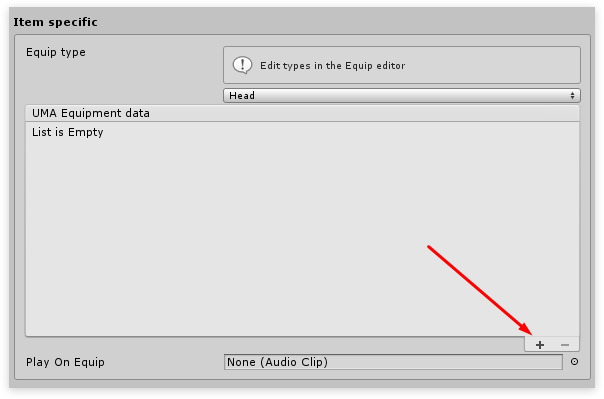 Item specific
Equip type
Edit types in the Equip editor
Head
UMA Equipment data
List is Empty
Play On Equip
None (Audio Clip)